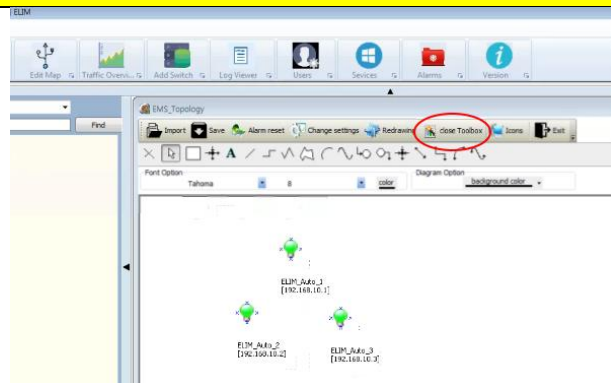 ELIM
Edit Map Traffic Overvi... Add Switch Log Viewer Users Sevices Alarms Version
Find
EMS_Topology
Import Save Alarm reset Change settings Redrawing close Toolbox Icons Exit
A
Font Option Diagram Option
Tahoma 8 color background color
ELIM_Auto_1
[192.168.10.1]
ELIM_Auto_2
[192.168.10.2]
ELIM_Auto_3
[192.168.10.3]